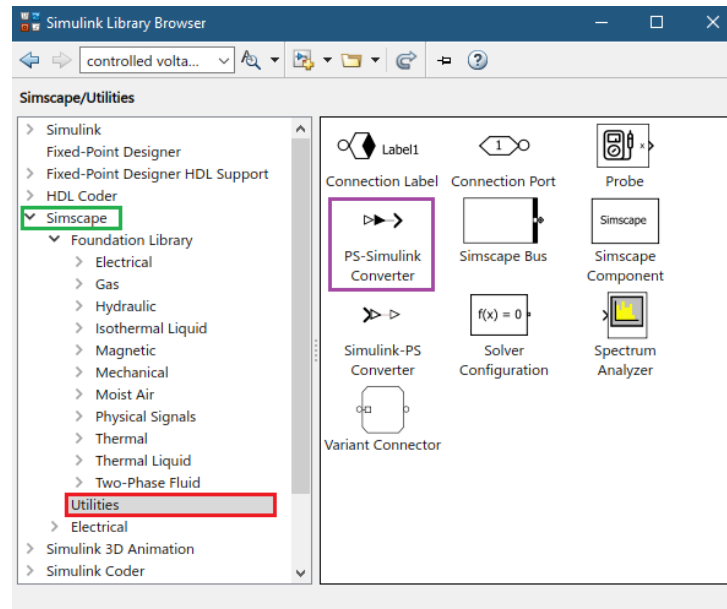 Simulink Library Browser
controlled volta...
Simscape/Utilities
Simulink
Fixed-Point Designer
Fixed-Point Designer HDL Support
HDL Coder
Simscape
Foundation Library
Electrical
Gas
Hydraulic
Isothermal Liquid
Magnetic
Mechanical
Moist Air
Physical Signals
Thermal
Thermal Liquid
Two-Phase Fluid
Utilities
Electrical
Simulink 3D Animation
Simulink Coder
Label1
1
x
Connection Label
Connection Port
Probe
Simscape
PS-Simulink
Converter
Simscape Bus
Simscape
Component
f(x) = 0
Simulink-PS
Converter
Solver
Configuration
Spectrum
Analyzer
Variant Connector